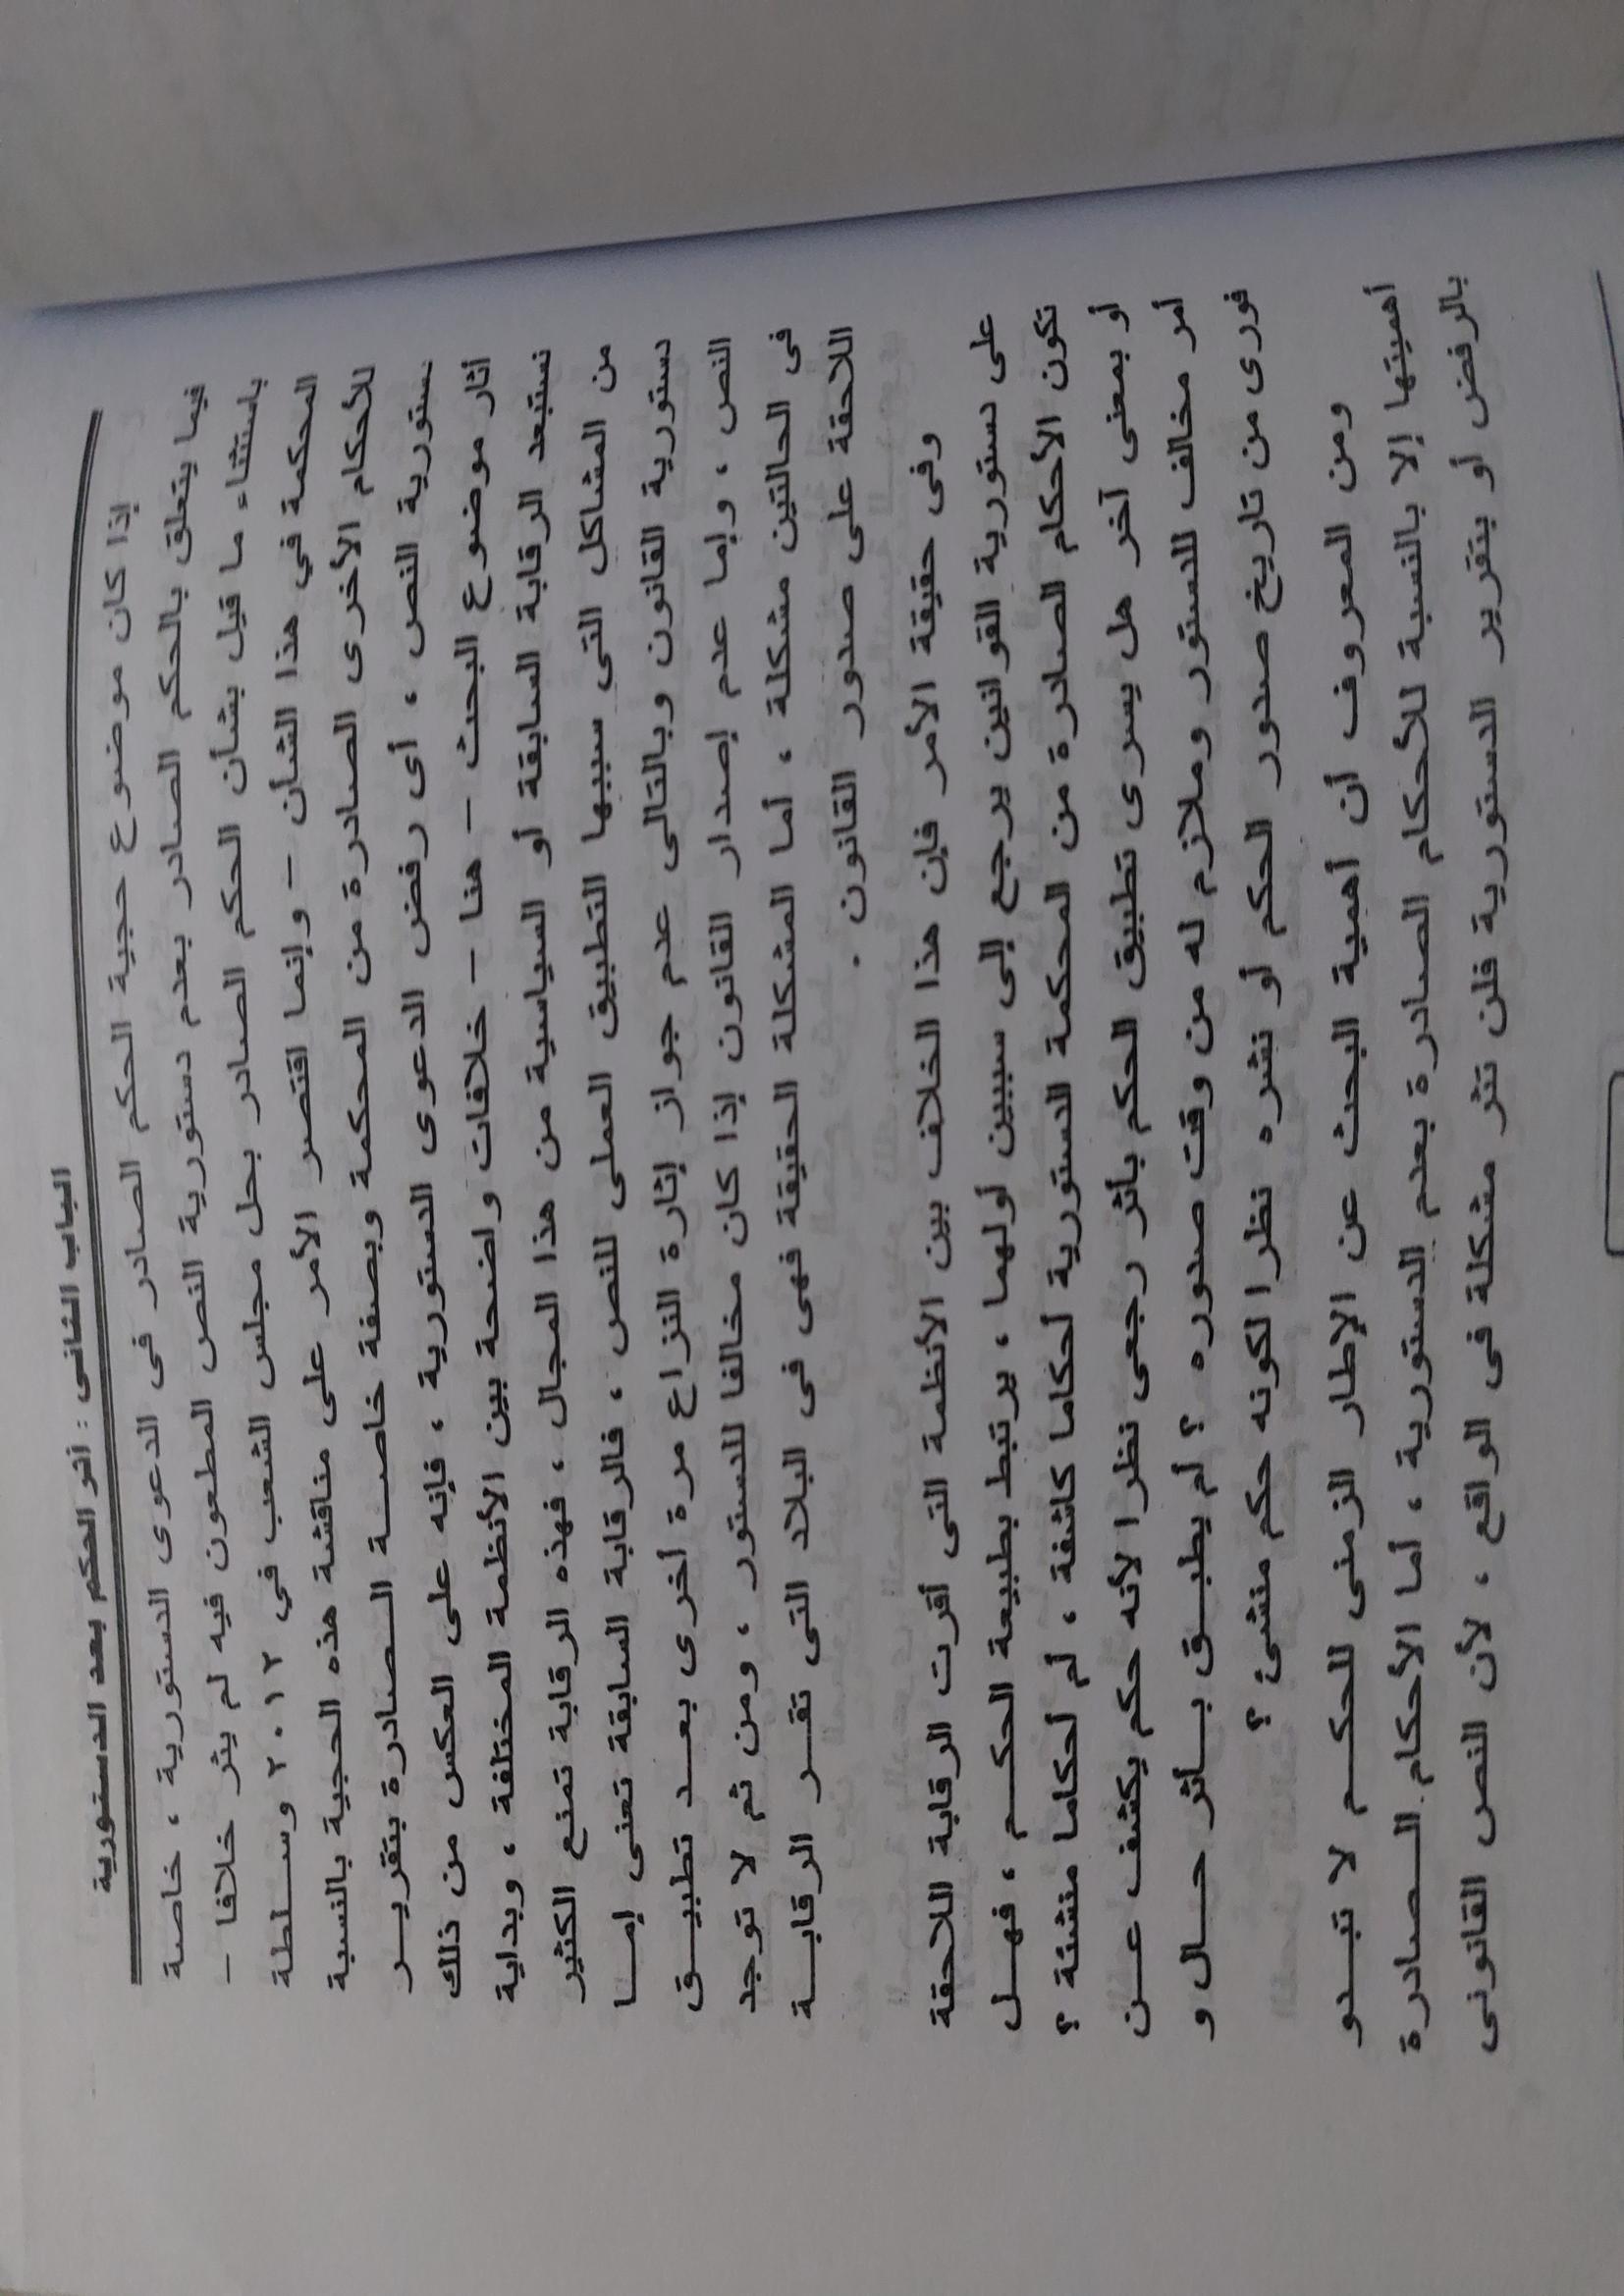 الباب الثانى : أثر الحكم بعد الدستورية
إذا كان موضوع حجية الحكم الصادر فى الدعوى الدستورية ، خاصة
فيما يتعلق بالحكم الصادر بعدم دستورية النص المطعون فيه لم يثر خلافا -
باستثناء ما قيل بشأن الحكم الصادر بحل مجلس الشعب في ٢٠١٢ وسلطة
المحكمة في هذا الشأن – وإنما اقتصر الأمر على مناقشة هذه الحجية بالنسبة
للأحكام الأخرى الصادرة من المحكمة وبصفة خاصة الصادرة بتقرير
دستورية النص ، أى رفض الدعوى الدستورية ، فإنه على العكس من ذلك
أثار موضوع البحث – هنا – خلافات واضحة بين الأنظمة المختلفة ، وبداية
نستبعد الرقابة السابقة أو السياسية من هذا المجال ، فهذه الرقابة تمنع الكثير
من المشاكل التى سببها التطبيق العملى للنص ، فالرقابة السابقة تعنى إما
دستورية القانون وبالتالى عدم جواز إثارة النزاع مرة أخرى بعد تطبيق
النص ، وإما عدم إصدار القانون إذا كان مخالفا للدستور ، ومن ثم لا توجد
فى الحالتين مشكلة ، أما المشكلة الحقيقة فهى فى البلاد التى تقر الرقابة
اللاحقة على صدور القانون .
وفى حقيقة الأمر فإن هذا الخلاف بين الأنظمة التى أقرت الرقابة اللاحقة
على دستورية القوانين يرجع إلى سببين أولهما ، يرتبط بطبيعة الحكم ، فهل
تكون الأحكام الصادرة من المحكمة الدستورية أحكاما كاشفة ، أم أحكاما منشئة ؟
أو بمعنى آخر هل يسرى تطبيق الحكم بأثر رجعى نظرا لأنه حكم يكشف عن
أمر مخالف للدستور وملازم له من وقت صدوره ؟ أم يطبق بأثر حال و
فورى من تاريخ صدور الحكم أو نشره نظرا لكونه حكم منشئ ؟
ومن المعروف أن أهمية البحث عن الإطار الزمنى للحكم لا تبدو
أهميتها إلا بالنسبة للأحكام الصادرة بعدم الدستورية ، أما الأحكام الصادرة
بالرفض أو بتقرير الدستورية فلن تثر مشكلة فى الواقع ، لأن النص القانونى